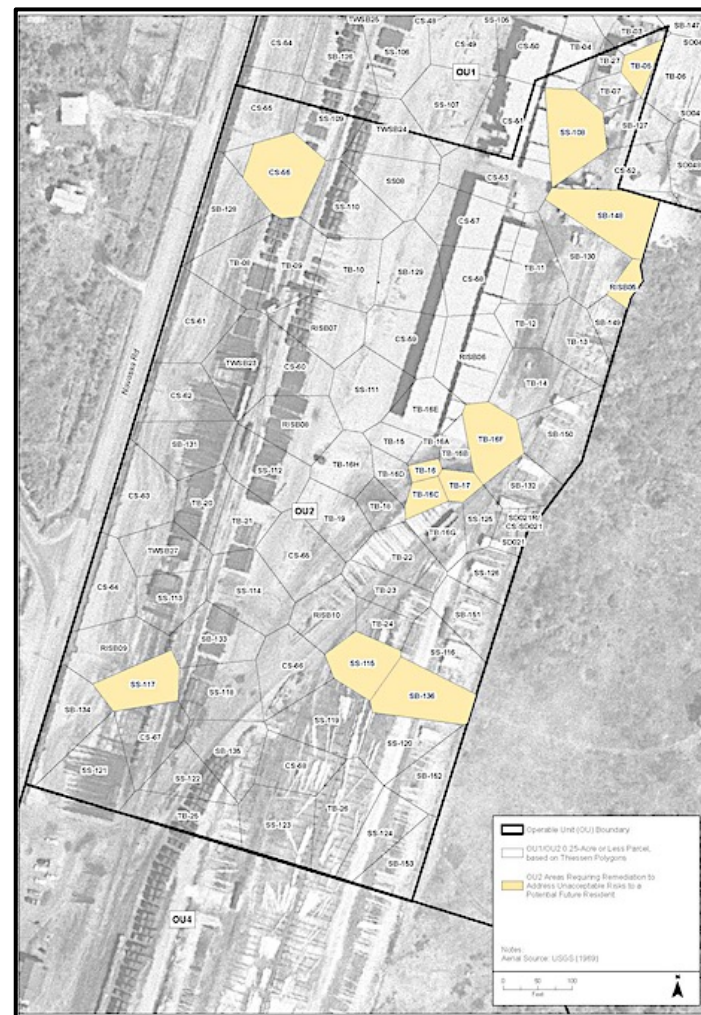 TWSB25
CS-48
SS-105
TB-03
SB-147
CS-54
SS-106
CS-49
CS-50
TB-04
SB-126
OU1
TB-27
TB-05
TB-06
CS-55
SS-107
TB-07
SS-109
CS-51
SB-127
TWSB24
SS-108
SS08
CS-53
CS-52
CS-56
SB-128
SS-110
CS-57
SB-148
TB-08
TB-09
TB-10
SB-129
CS-58
TB-11
SB-130
RISB05
CS-61
RISB07
TB-12
SB-149
CS-59
TB-13
Navassa Rd
TWSB23
CS-60
RISB06
TB-14
CS-62
SS-111
TB-16E
RISB08
SB-131
TB-15
TB-16A
TB-16F
SB-150
TB-16B
TB-16H
SS-112
TB-16D
TB-16
TB-17
SB-132
CS-63
TB-20
OU2
TB-18
TB-16C
TB-21
TB-19
SS-125
SD021R/
CS-SD021
TB-16G
SD021
TWSB27
CS-65
TB-22
CS-64
SS-113
SS-114
TB-23
SS-126
RISB10
SB-151
TB-24
RISB09
SB-133
SS-116
CS-66
SS-115
SS-117
SS-118
SB-136
SB-134
SS-119
CS-67
SB-135
SS-120
SS-121
SS-122
CS-68
SB-152
TB-25
SS-123
TB-26
SS-124
SB-153
OU4
Operable Unit (OU) Boundary
OU1/OU2 0.25-Acre or Less Parcel,
based on Thiessen Polygons
OU2 Areas Requiring Remediation to
Address Unacceptable Risks to a
Potential Future Resident
Notes:
Aerial Source: USGS (1969)
N
0 50 100
Feet